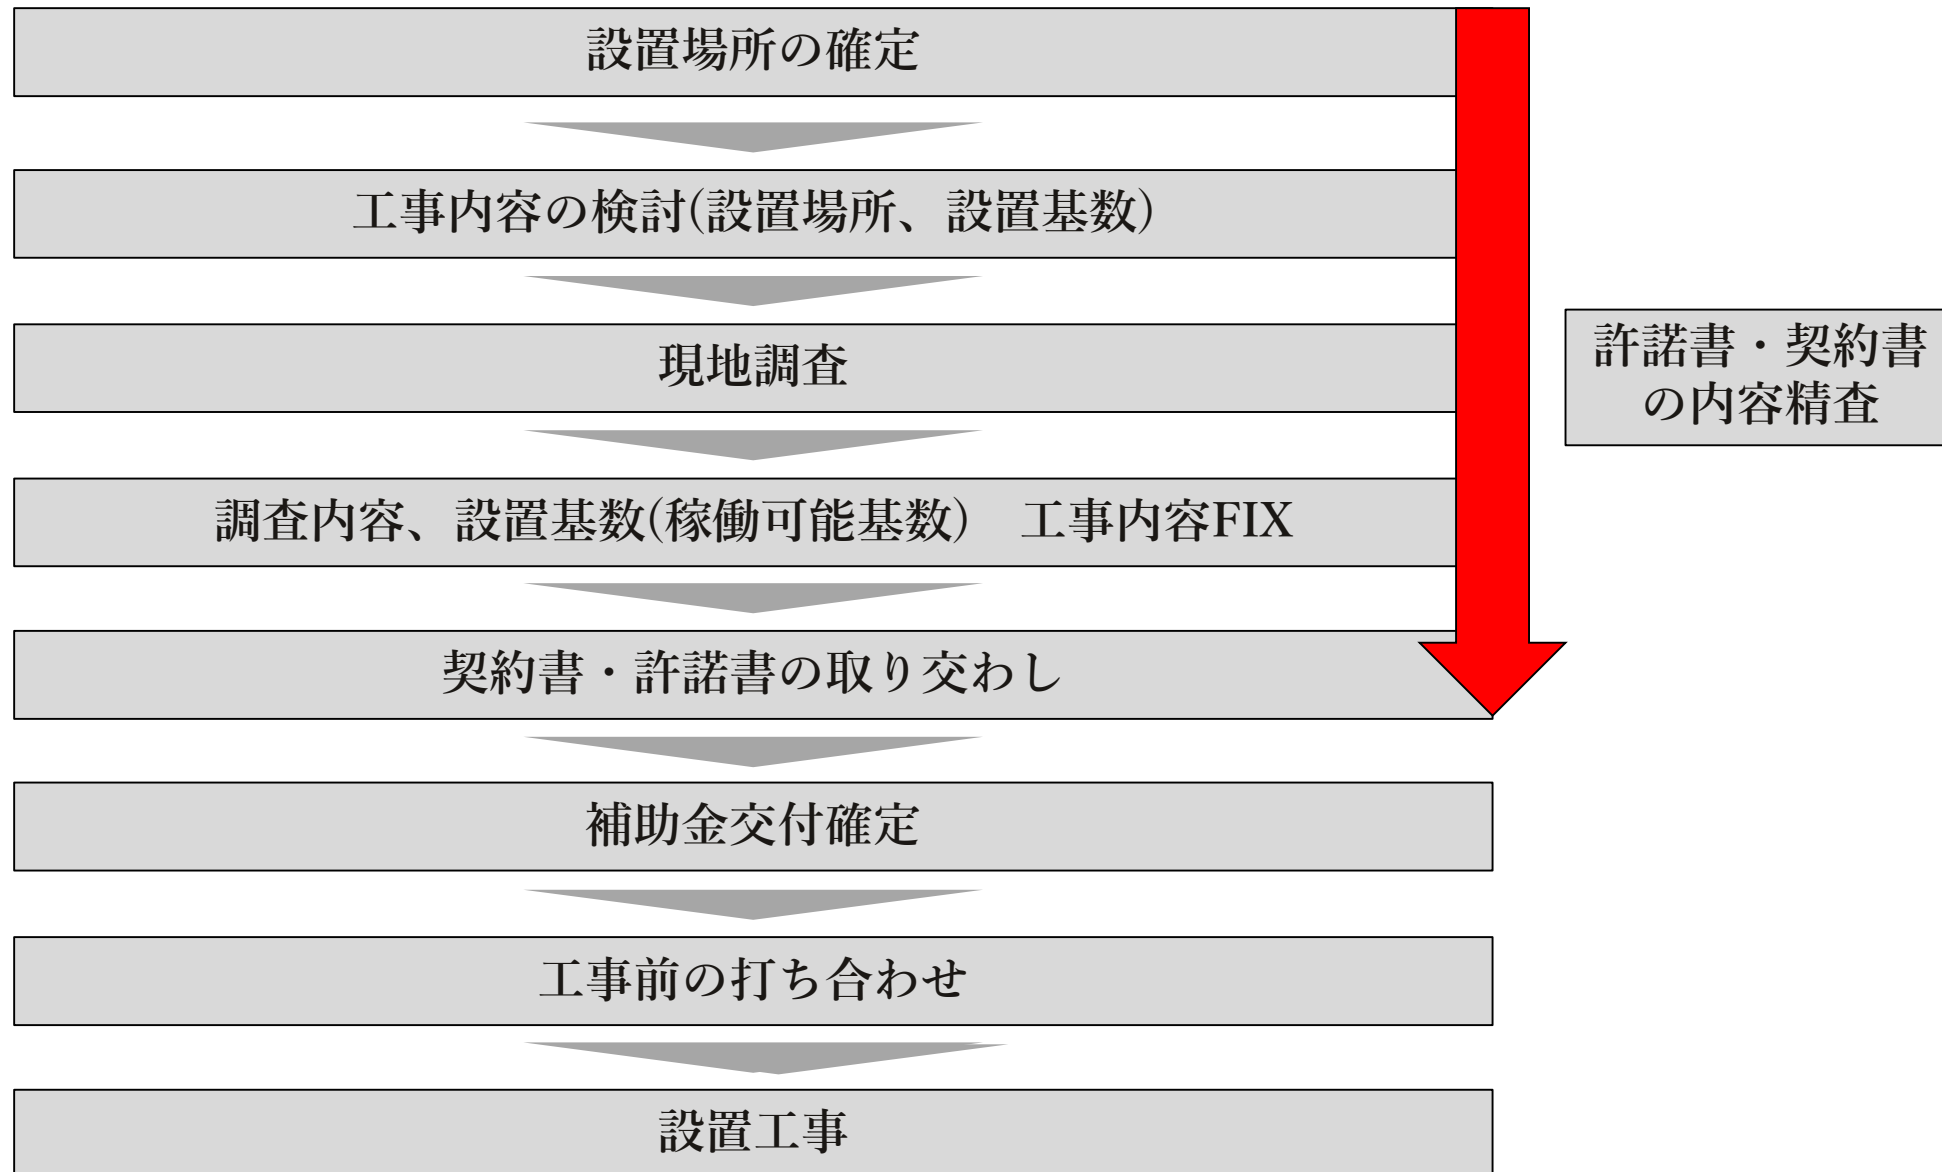 設置場所の確定
工事内容の検討(設置場所、設置基数)
現地調査
許諾書・契約書
の内容精査
調査内容、設置基数(稼働可能基数)　工事内容FIX
契約書・許諾書の取り交わし
補助金交付確定
工事前の打ち合わせ
設置工事